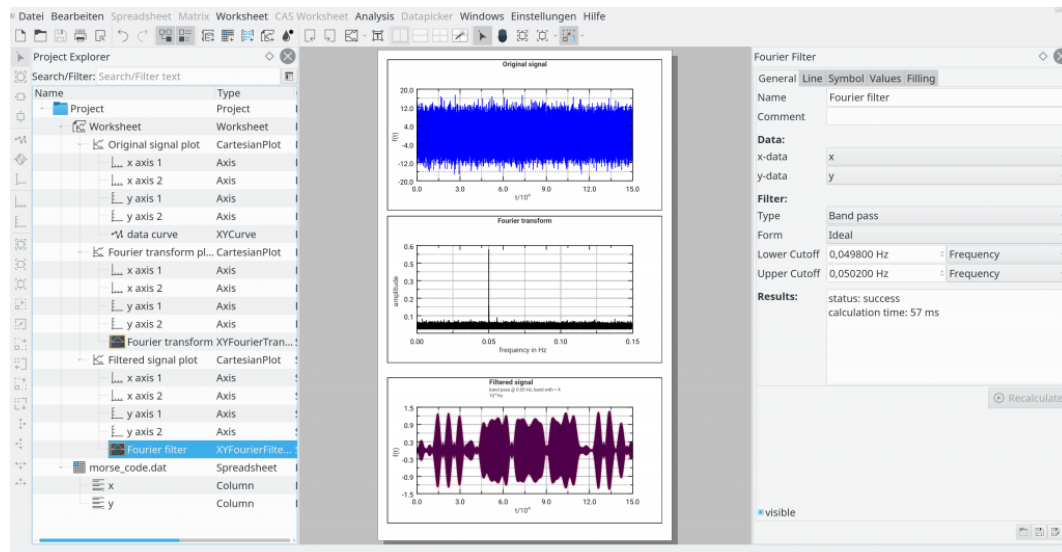 Datei Bearbeiten Spreadsheet Matrix Worksheet CAS Worksheet Analysis Datapicker Windows Einstellungen Hilfe
Project Explorer
Search/Filter: Search/Filter text
Name Type
Project Project
Worksheet Worksheet
Original signal plot CartesianPlot
x axis 1 Axis
x axis 2 Axis
y axis 1 Axis
y axis 2 Axis
data curve XYCurve
Fourier transform pl... CartesianPlot
x axis 1 Axis
x axis 2 Axis
y axis 1 Axis
y axis 2 Axis
Fourier transform XYFourierTran...
Filtered signal plot CartesianPlot
x axis 1 Axis
x axis 2 Axis
y axis 1 Axis
y axis 2 Axis
Fourier filter XYFourierFilte...
morse_code.dat Spreadsheet
x Column
y Column
Original signal
20.0
12.0
4.0
-4.0
-12.0
-20.0
f(t)
0.0 3.0 6.0 9.0 12.0 15.0
t/10⁴
Fourier transform
0.6
0.5
0.3
0.2
0.1
amplitude
0.00 0.05 0.10 0.15
frequency in Hz
Filtered signal
band pass @ 0.05 Hz, band with = 4
1.5
0.9
0.3
-0.3
-0.9
-1.5
f(t)
0.0 3.0 6.0 9.0 12.0 15.0
t/10⁴
Fourier Filter
General Line Symbol Values Filling
Name Fourier filter
Comment
Data:
x-data x
y-data y
Filter:
Type Band pass
Form Ideal
Lower Cutoff 0,049800 Hz Frequency
Upper Cutoff 0,050200 Hz Frequency
Results: status: success
calculation time: 57 ms
Recalculate
visible